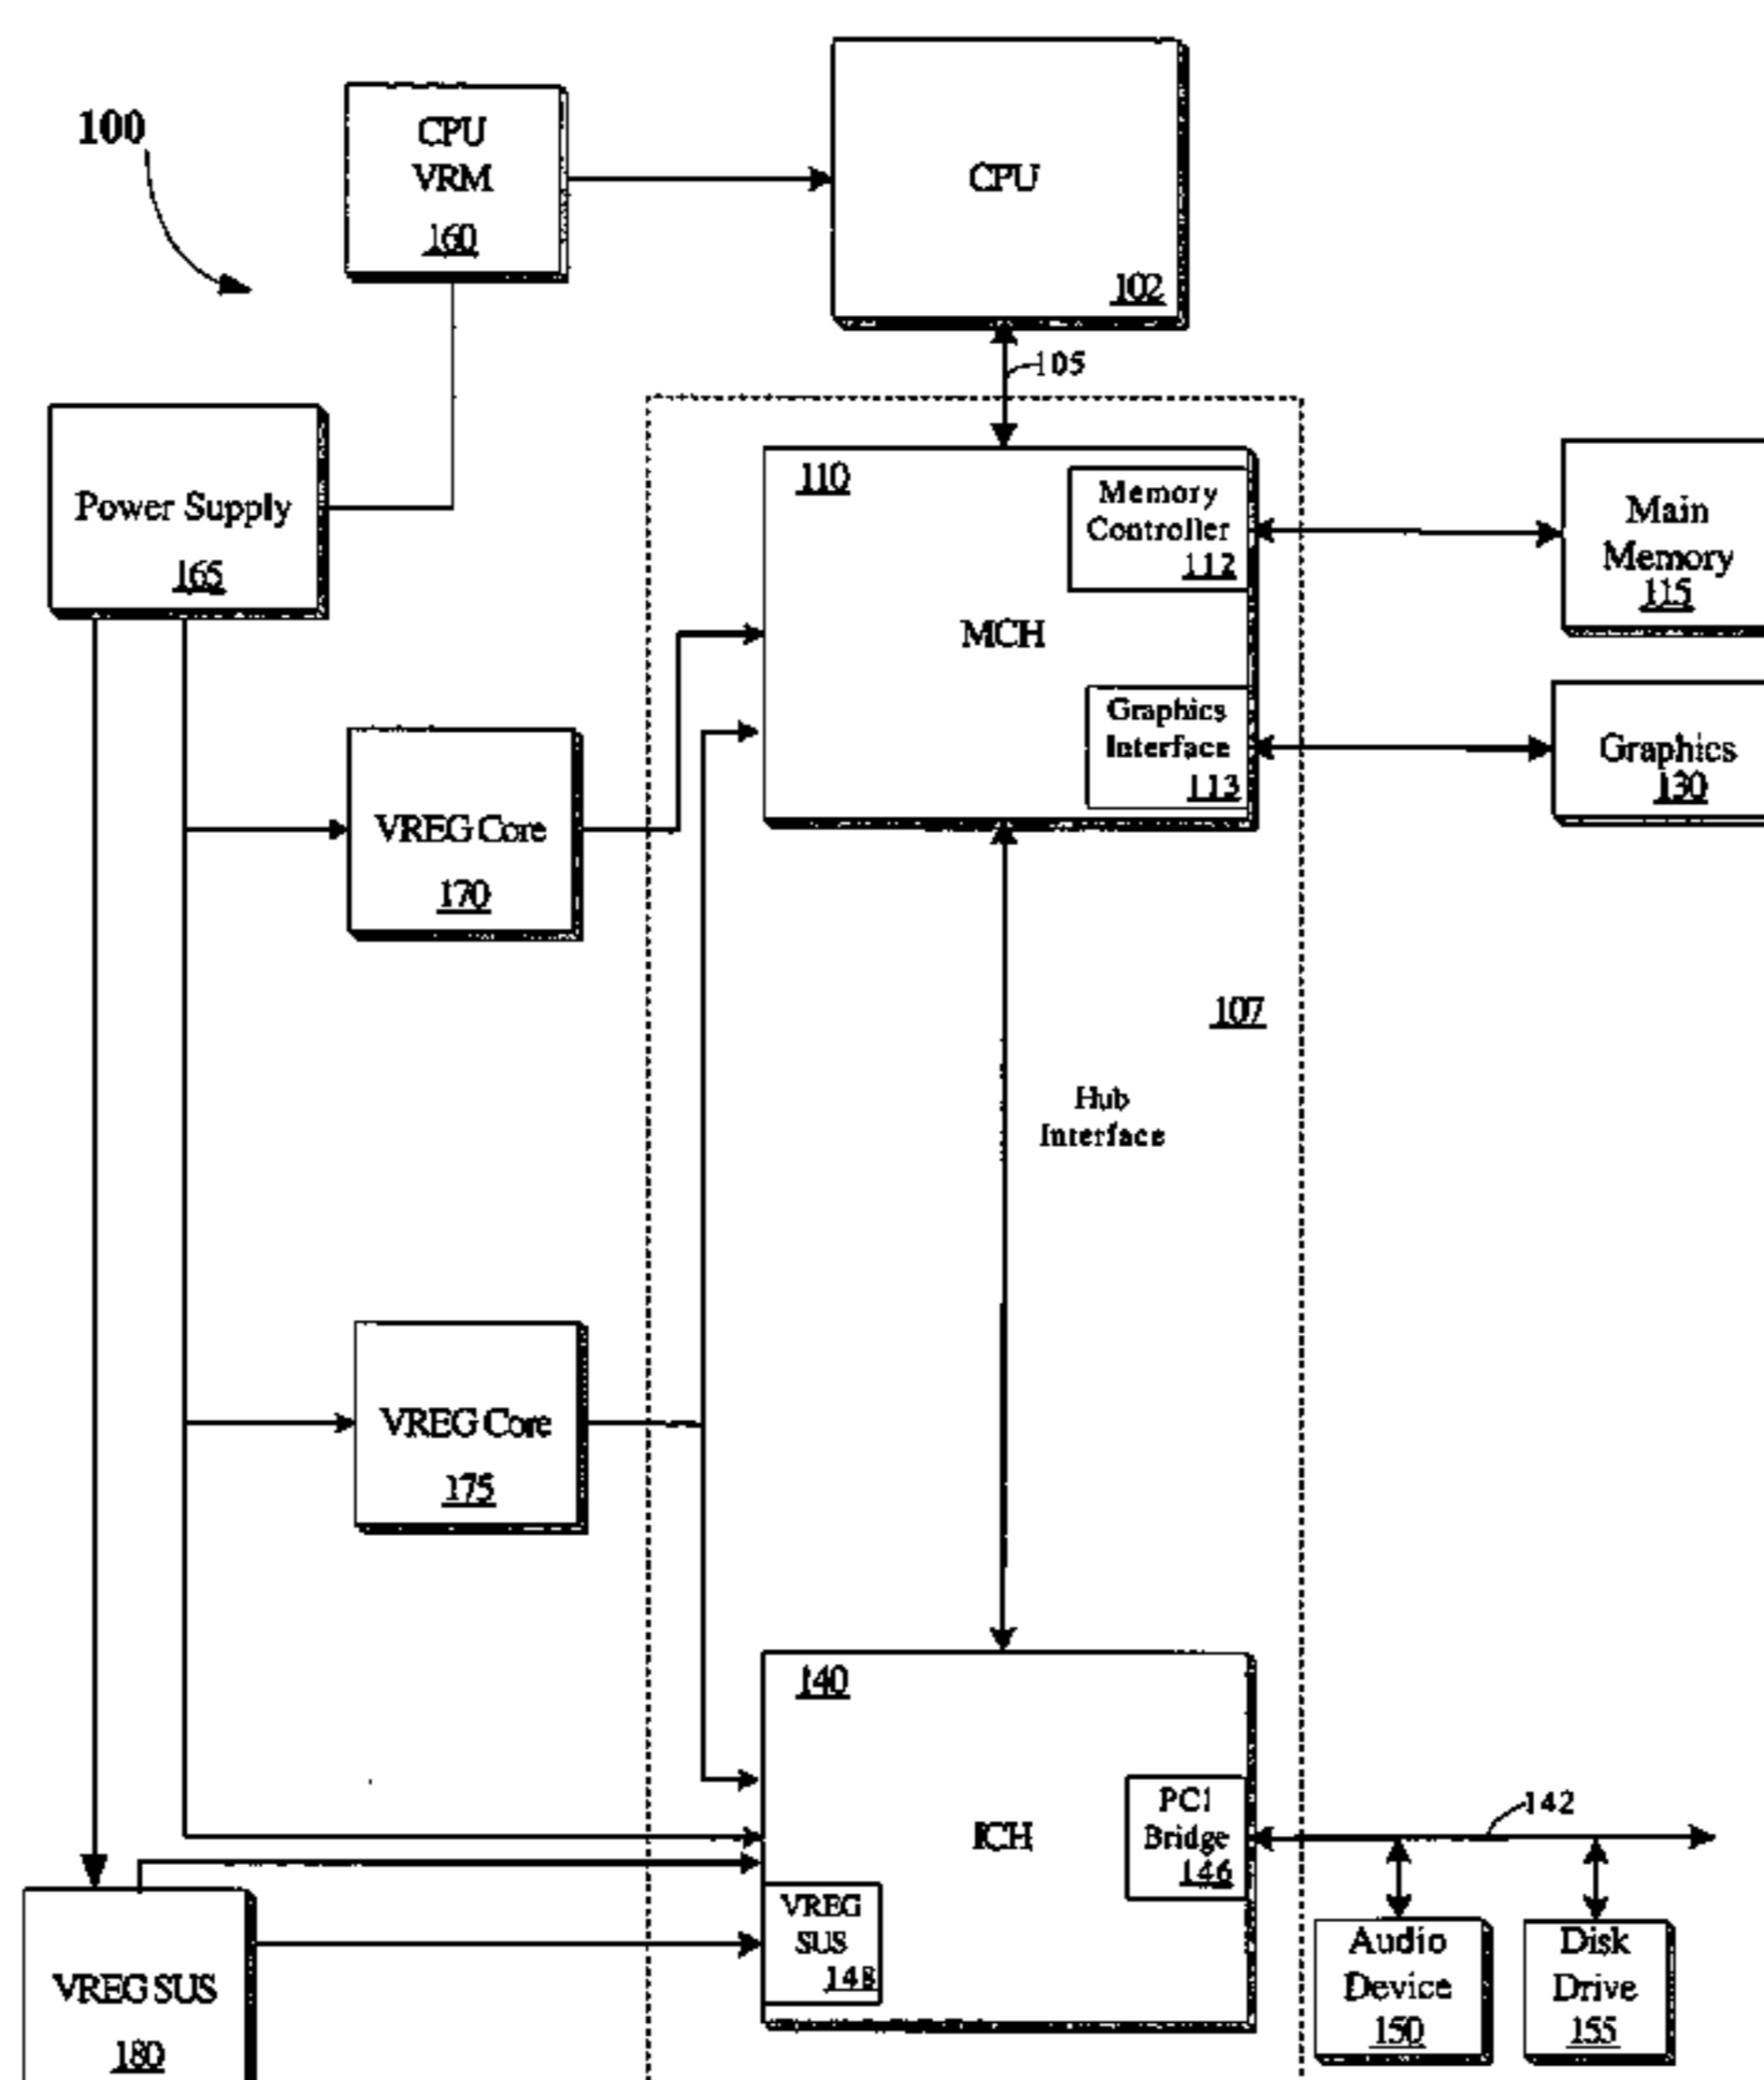 100
CPU
VRM
160
CPU
102
105
Power Supply
165
110
Memory
Controller
112
MCH
Graphics
Interface
113
Main
Memory
115
Graphics
130
VREG Core
170
107
Hub
Interface
VREG Core
175
140
ICH
PCI
Bridge
146
142
VREG
SUS
148
VREG SUS
180
Audio
Device
150
Disk
Drive
155